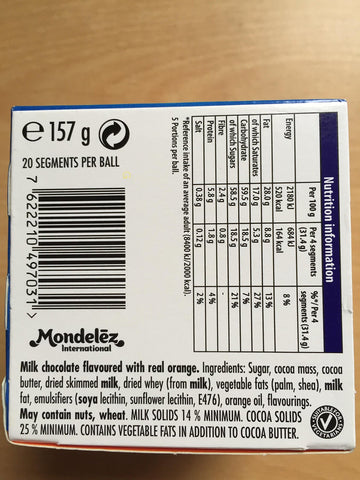 ℮ 157 g
20 SEGMENTS PER BALL
7 622210 497031 >
Mondelēz
International
Nutrition information
Per 100 g Per 4 segments (31.4 g) %*/Per 4 segments (31.4 g)
Energy 2180 kJ 684 kJ
520 kcal 164 kcal 8 %
Fat 28.0 g 8.8 g 13 %
of which Saturates 17.0 g 5.3 g 27 %
Carbohydrate 59.5 g 18.5 g 7 %
of which Sugars 58.5 g 18.5 g 21 %
Fibre 2.4 g 0.8 g -
Protein 5.8 g 1.8 g 4 %
Salt 0.38 g 0.12 g 2 %
*Reference intake of an average adult (8400 kJ/2000 kcal).
5 Portions per ball.
Milk chocolate flavoured with real orange. Ingredients: Sugar, cocoa mass, cocoa
butter, dried skimmed milk, dried whey (from milk), vegetable fats (palm, shea), milk
fat, emulsifiers (soya lecithin, sunflower lecithin, E476), orange oil, flavourings.
May contain nuts, wheat. MILK SOLIDS 14 % MINIMUM. COCOA SOLIDS
25 % MINIMUM. CONTAINS VEGETABLE FATS IN ADDITION TO COCOA BUTTER.
SUITABLE FOR
VEGETARIANS